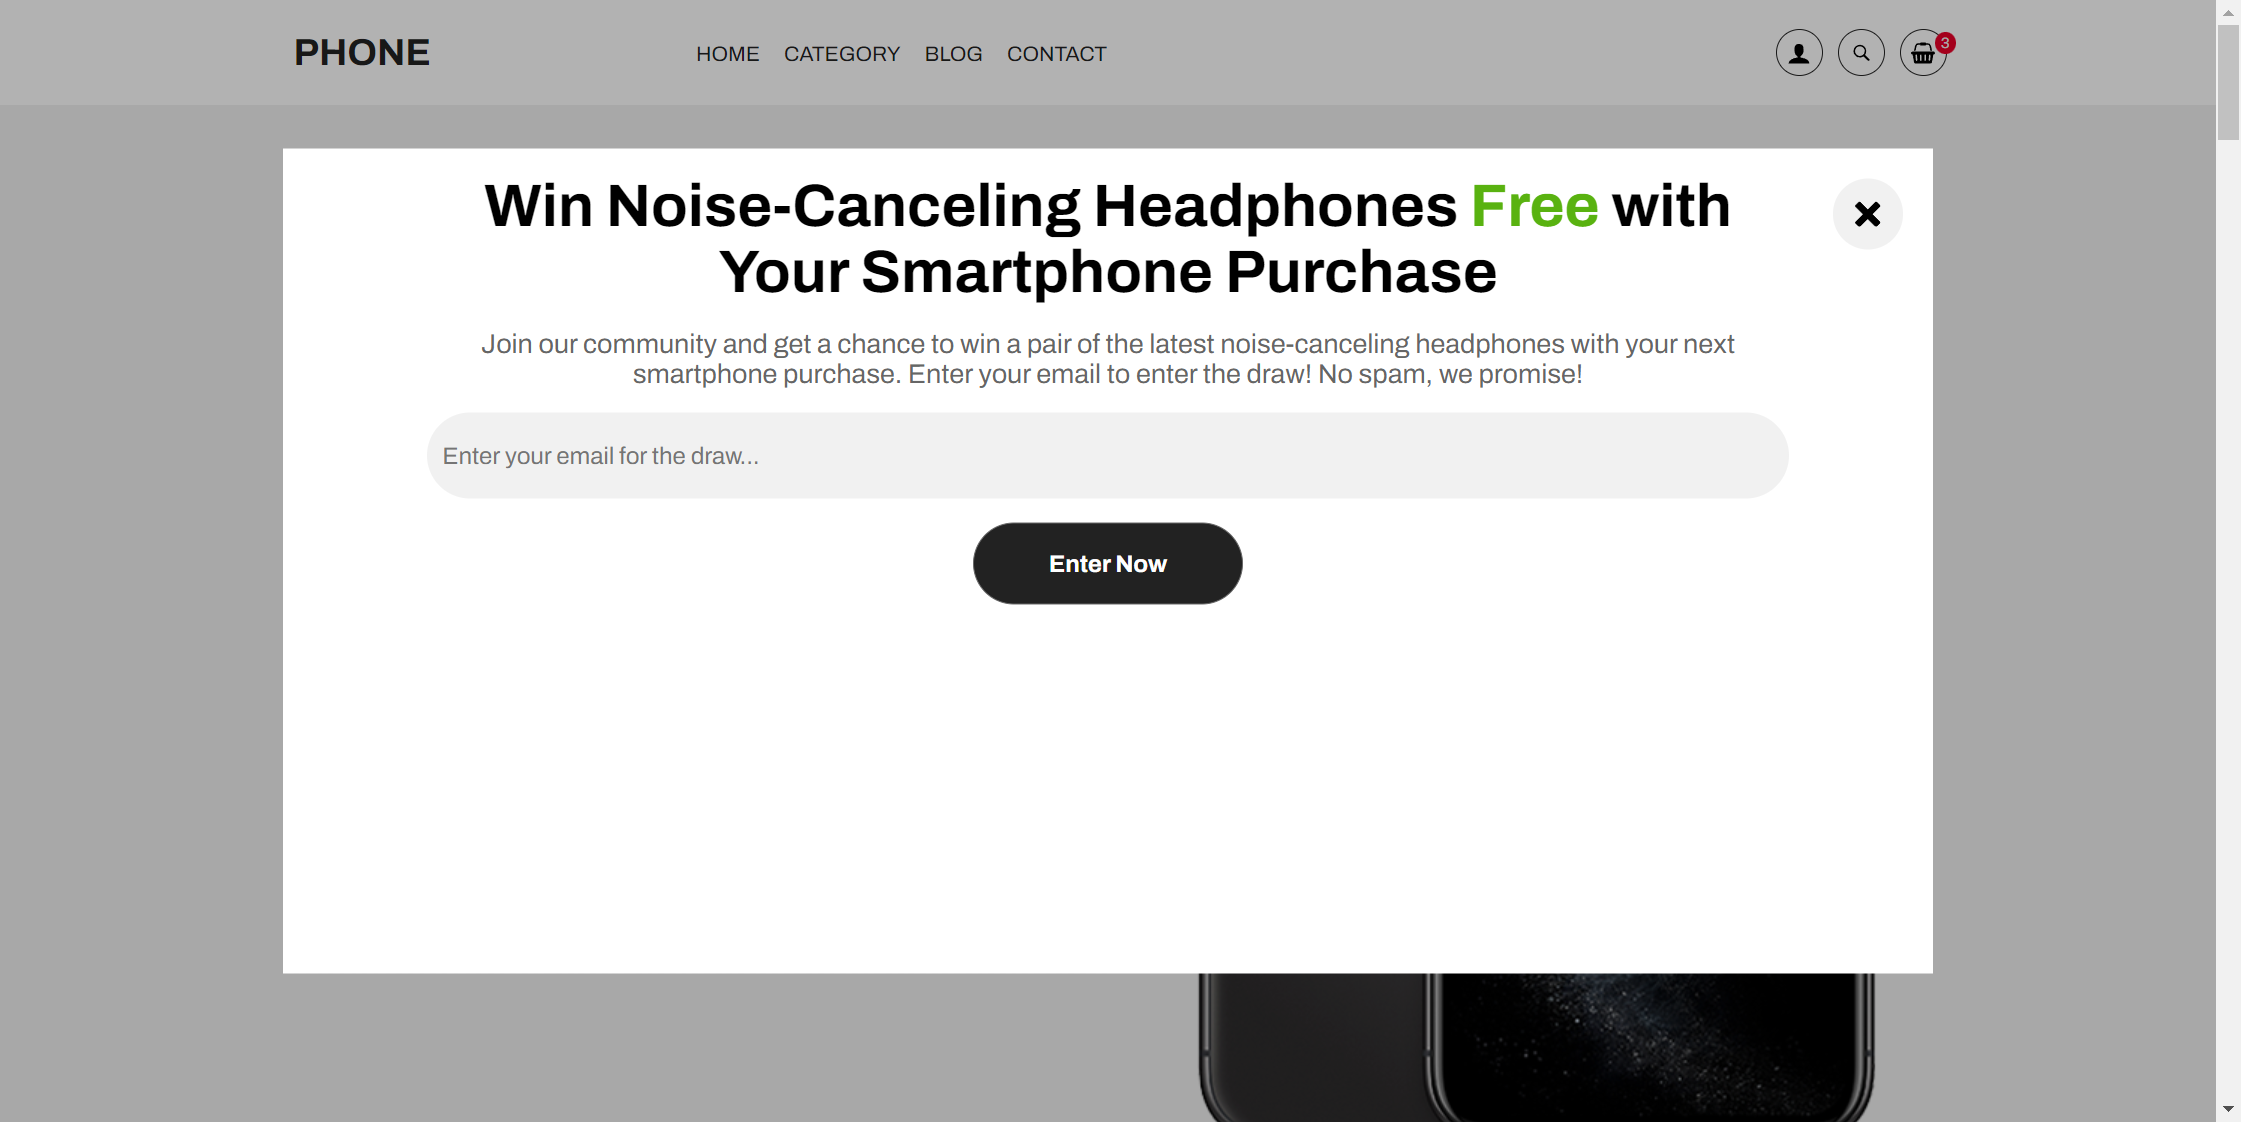 PHONE
HOME CATEGORY BLOG CONTACT
3
Win Noise-Canceling Headphones Free with
Your Smartphone Purchase
Join our community and get a chance to win a pair of the latest noise-canceling headphones with your next
smartphone purchase. Enter your email to enter the draw! No spam, we promise!
Enter your email for the draw...
Enter Now